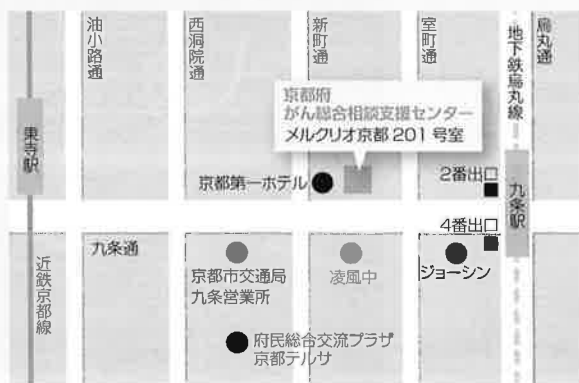 油小路通
西洞院通
新町通
室町通
地下鉄烏丸線
烏丸通
京都府
がん総合相談支援センター
メルクリオ京都 201 号室
東寺駅
京都第一ホテル
2番出口
九条駅
4番出口
九条通
近鉄京都線
京都市交通局
九条営業所
凌風中
ジョーシン
府民総合交流プラザ
京都テルサ